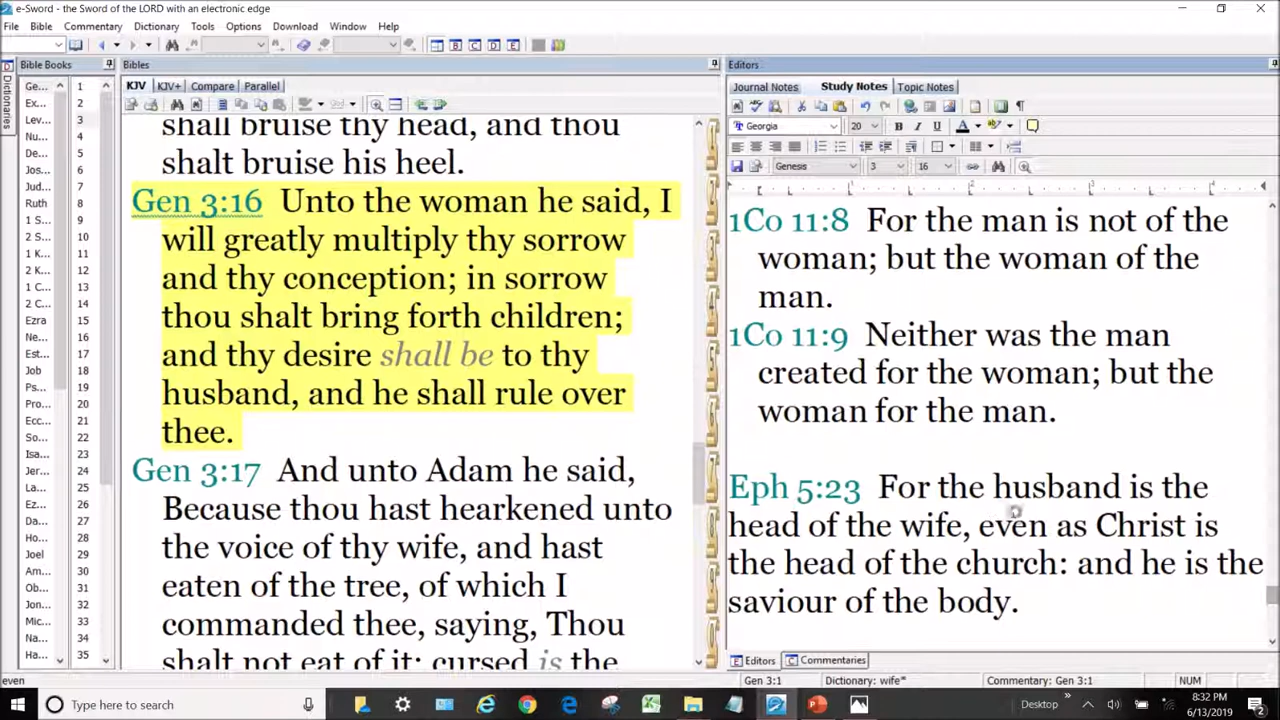 e-Sword - the Sword of the LORD with an electronic edge
File Bible Commentary Dictionary Tools Options Download Window Help
B C D E
Bible Books
Bibles
Editors
Dictionaries
KJV KJV+ Compare Parallel
Journal Notes Study Notes Topic Notes
Georgia 20 B I U A
Genesis 3 16
Ge... 1
Ex... 2
Lev... 3
Nu... 4
De... 5
Jos... 6
Jud... 7
Ruth 8
1 S... 9
2 S... 10
1 K... 11
2 K... 12
1 C... 13
2 C... 14
Ezra 15
Ne... 16
Est... 17
Job 18
Ps... 19
Pro... 20
Ecc... 21
So... 22
Isa... 23
Jer... 24
La... 25
Ez... 26
Da... 27
Ho... 28
Joel 29
Am... 30
Ob... 31
Jon... 32
Mic... 33
Na... 34
Ha... 35
shall bruise thy head, and thou
shalt bruise his heel.
Gen 3:16 Unto the woman he said, I
will greatly multiply thy sorrow
and thy conception; in sorrow
thou shalt bring forth children;
and thy desire shall be to thy
husband, and he shall rule over
thee.
Gen 3:17 And unto Adam he said,
Because thou hast hearkened unto
the voice of thy wife, and hast
eaten of the tree, of which I
commanded thee, saying, Thou
shalt not eat of it: cursed is the
1Co 11:8 For the man is not of the
woman; but the woman of the
man.
1Co 11:9 Neither was the man
created for the woman; but the
woman for the man.
Eph 5:23 For the husband is the
head of the wife, even as Christ is
the head of the church: and he is the
saviour of the body.
Editors Commentaries
even
Gen 3:1 Dictionary: wife* Commentary: Gen 3:1 NUM
Type here to search
Desktop
8:32 PM
6/13/2019
2